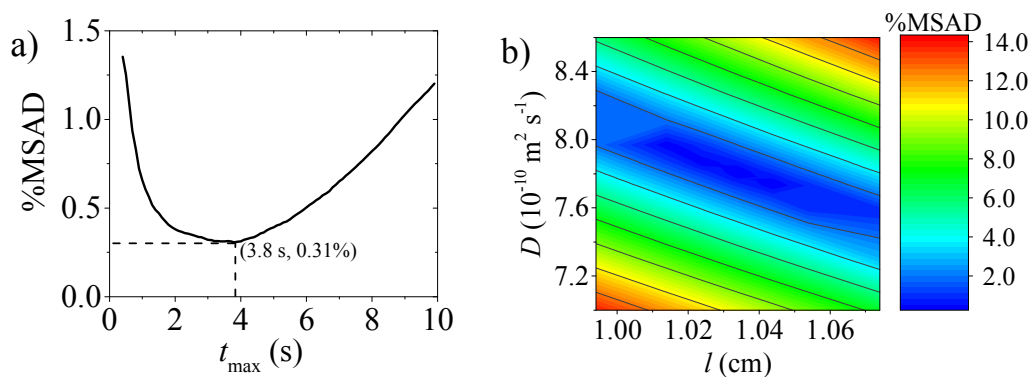 a)
%MSAD
1.5
1.0
0.5
0.0
(3.8 s, 0.31%)
0 2 4 6 8 10
t_max (s)
b)
D (10^-10 m^2 s^-1)
8.4
8.0
7.6
7.2
1.00 1.02 1.04 1.06
l (cm)
%MSAD
14.0
12.0
10.0
8.0
6.0
4.0
2.0